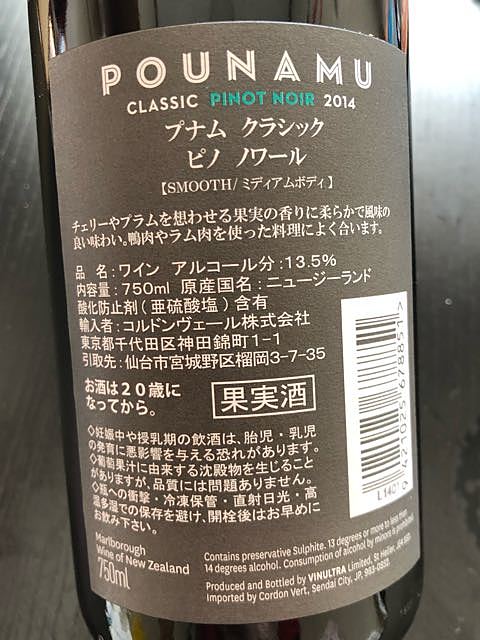 POUNAMU
CLASSIC PINOT NOIR 2014
プナム クラシック
ピノ ノワール
【SMOOTH/ミディアムボディ】
チェリーやプラムを想わせる果実の香りに柔らかで風味の
良い味わい。鴨肉やラム肉を使った料理によく合います。
品 名:ワイン アルコール分:13.5%
内容量:750ml 原産国名:ニュージーランド
酸化防止剤(亜硫酸塩)含有
輸入者:コルドンヴェール株式会社
東京都千代田区神田錦町1-1
引取先:仙台市宮城野区榴岡3-7-35
お酒は20歳に
なってから。
果実酒
◇妊娠中や授乳期の飲酒は、胎児・乳児
の発育に悪影響を与える恐れがあります。
◇葡萄果汁に由来する沈殿物を生じること
がありますが、品質には問題ありません。
◇瓶への衝撃・冷凍保管・直射日光・高
温多湿での保存を避け、開栓後はお早めに
お飲み下さい。
9 421025 678851>
L1401
Marlborough
Wine of New Zealand
750ml
Contains preservative Sulphite. 13 degrees or more to less than
14 degrees alcohol. Consumption of alcohol by minors is prohibited.
Produced and Bottled by VINULTRA Limited, St Helier, JE4 9ED.
Imported by Cordon Vert, Sendai City, JP, 983-0852.